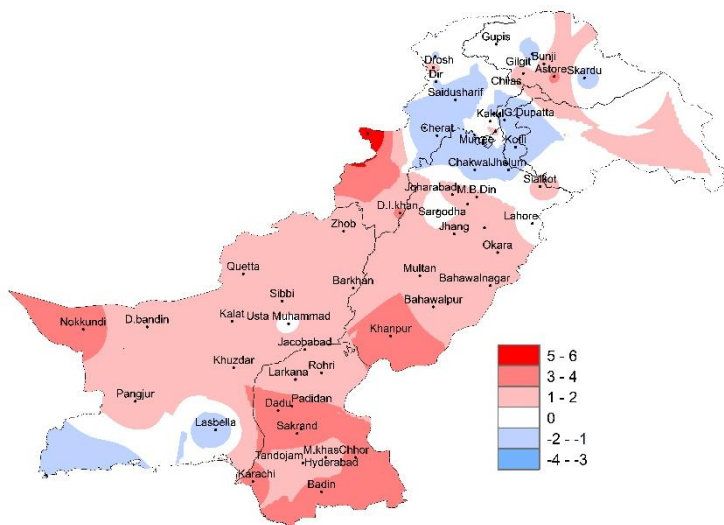 Gupis
Drosh
Bunji
Gilgit
Dir
Astore
Skardu
Chilas
Saidusharif
Kakul
G.Dupatta
Cherat
Kotli
Chakwal
Jhelum
Sialkot
Jgharabad
M.B.Din
D.I.khan
Sargodha
Lahore
Zhob
Jhang
Okara
Quetta
Multan
Barkhan
Bahawalnagar
Sibbi
Bahawalpur
Nokkundi
D.bandin
Kalat
Usta Muhammad
Khanpur
Jacobabad
5 - 6
Khuzdar
Rohri
3 - 4
Larkana
1 - 2
Panjgur
Dadu
Padidan
0
Lasbella
Sakrand
-2 - -1
Tandojam
M.khas
Chhor
Hyderabad
-4 - -3
Karachi
Badin